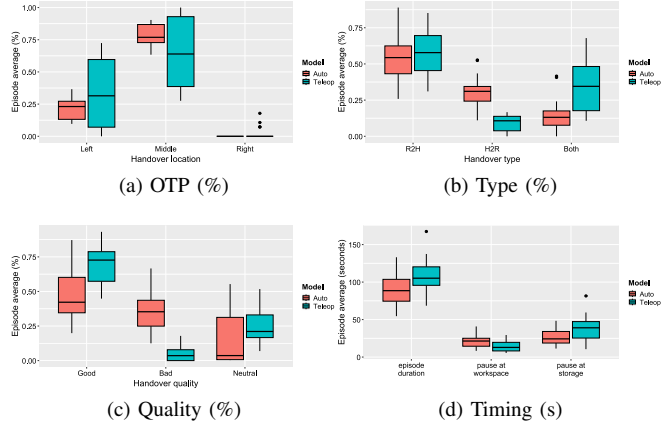 Episode average (%)
1.00
0.75
0.50
0.25
0.00
Left
Middle
Right
Handover location
Model
Auto
Teleop
(a) OTP (%)
Episode average (%)
0.75
0.50
0.25
0.00
R2H
H2R
Both
Handover type
Model
Auto
Teleop
(b) Type (%)
Episode average (%)
0.75
0.50
0.25
0.00
Good
Bad
Neutral
Handover quality
Model
Auto
Teleop
(c) Quality (%)
Episode average (seconds)
150
100
50
0
episode
duration
pause at
workspace
pause at
storage
Model
Auto
Teleop
(d) Timing (s)